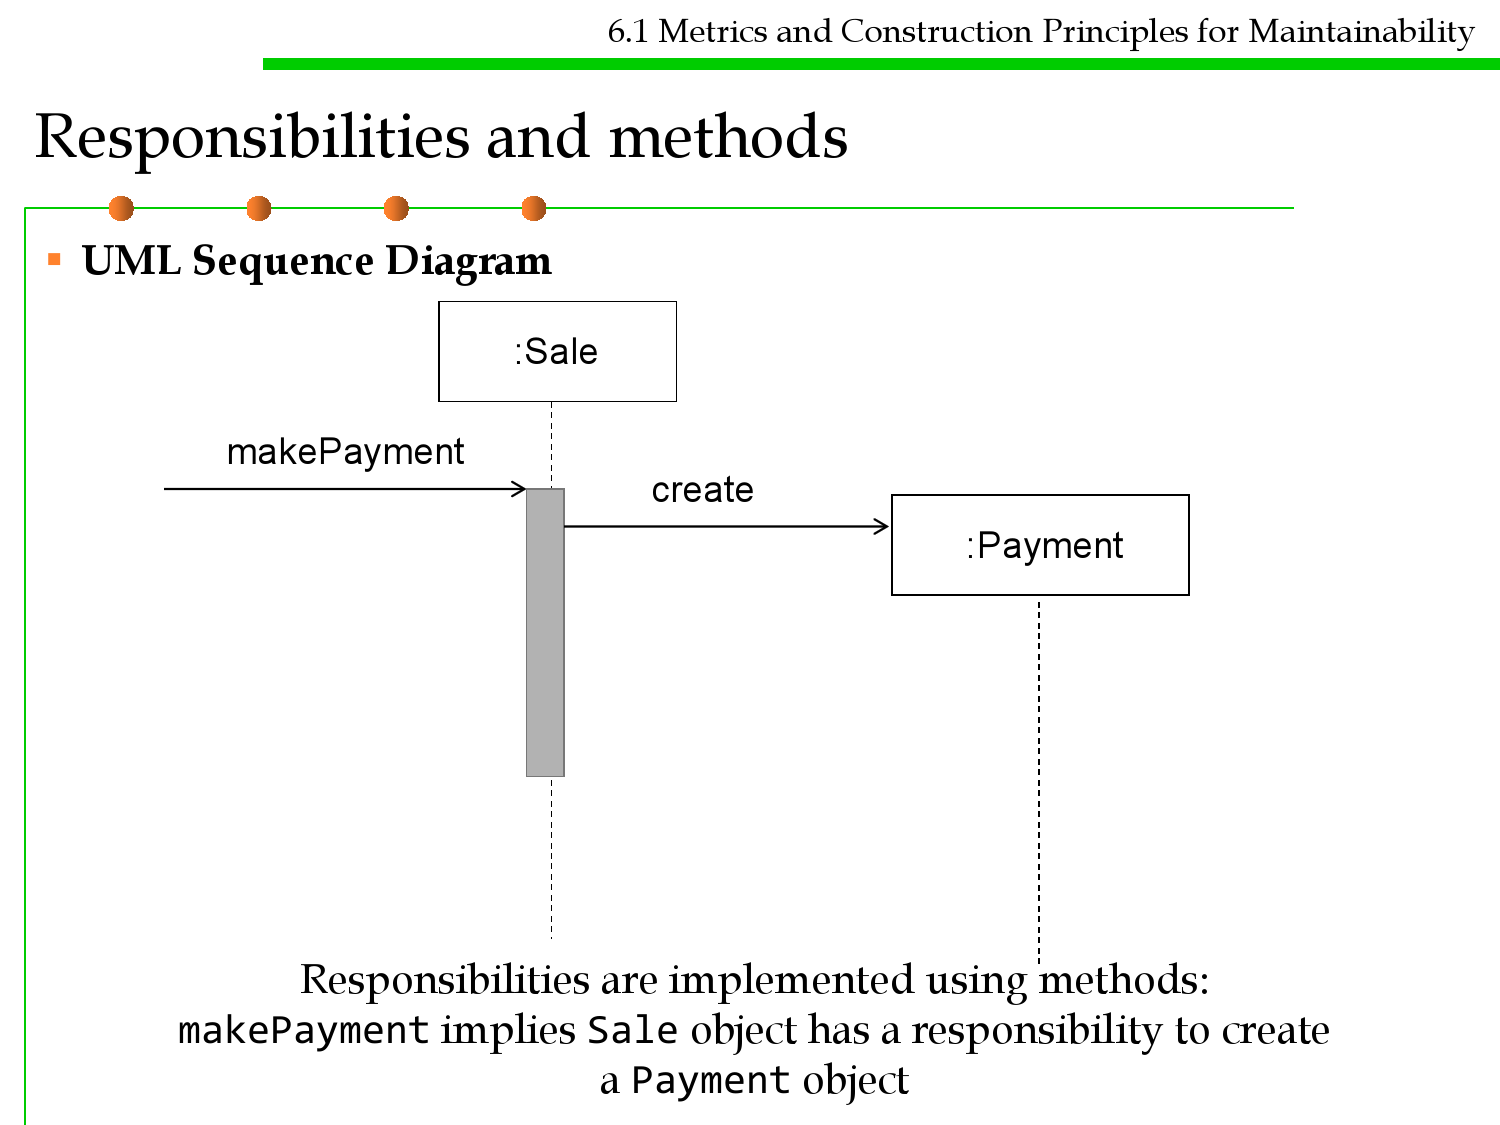 6.1 Metrics and Construction Principles for Maintainability
Responsibilities and methods
UML Sequence Diagram
:Sale
makePayment
create
:Payment
Responsibilities are implemented using methods:
makePayment implies Sale object has a responsibility to create
a Payment object